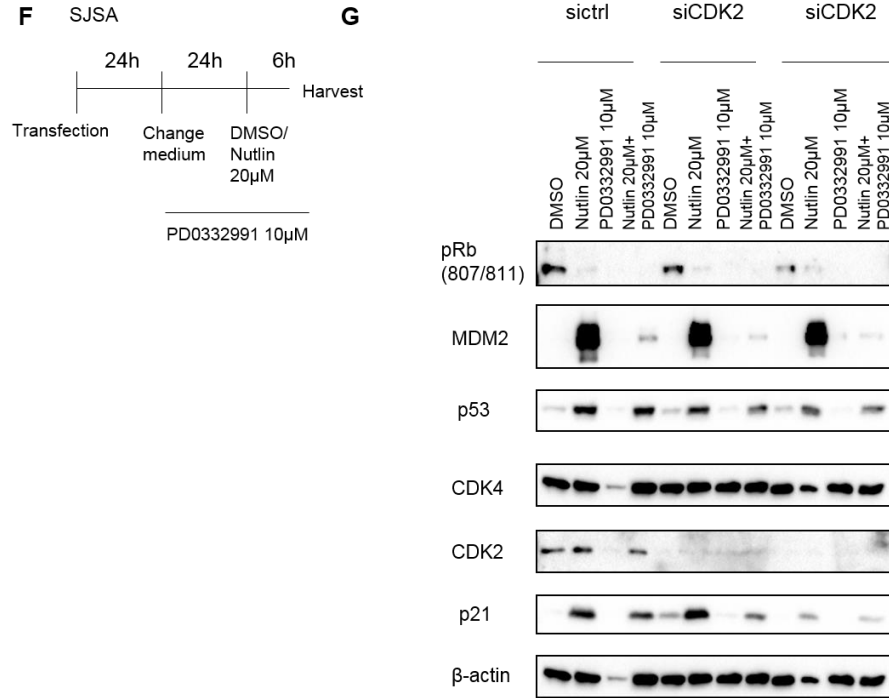 F SJSA
24h 24h 6h
Harvest
Transfection
Change
medium
DMSO/
Nutlin
20µM
PD0332991 10µM
G
sictrl siCDK2 siCDK2
DMSO
Nutlin 20µM
PD0332991 10µM
Nutlin 20µM+
PD0332991 10µM
DMSO
Nutlin 20µM
PD0332991 10µM
Nutlin 20µM+
PD0332991 10µM
DMSO
Nutlin 20µM
PD0332991 10µM
Nutlin 20µM+
PD0332991 10µM
pRb
(807/811)
MDM2
p53
CDK4
CDK2
p21
β-actin